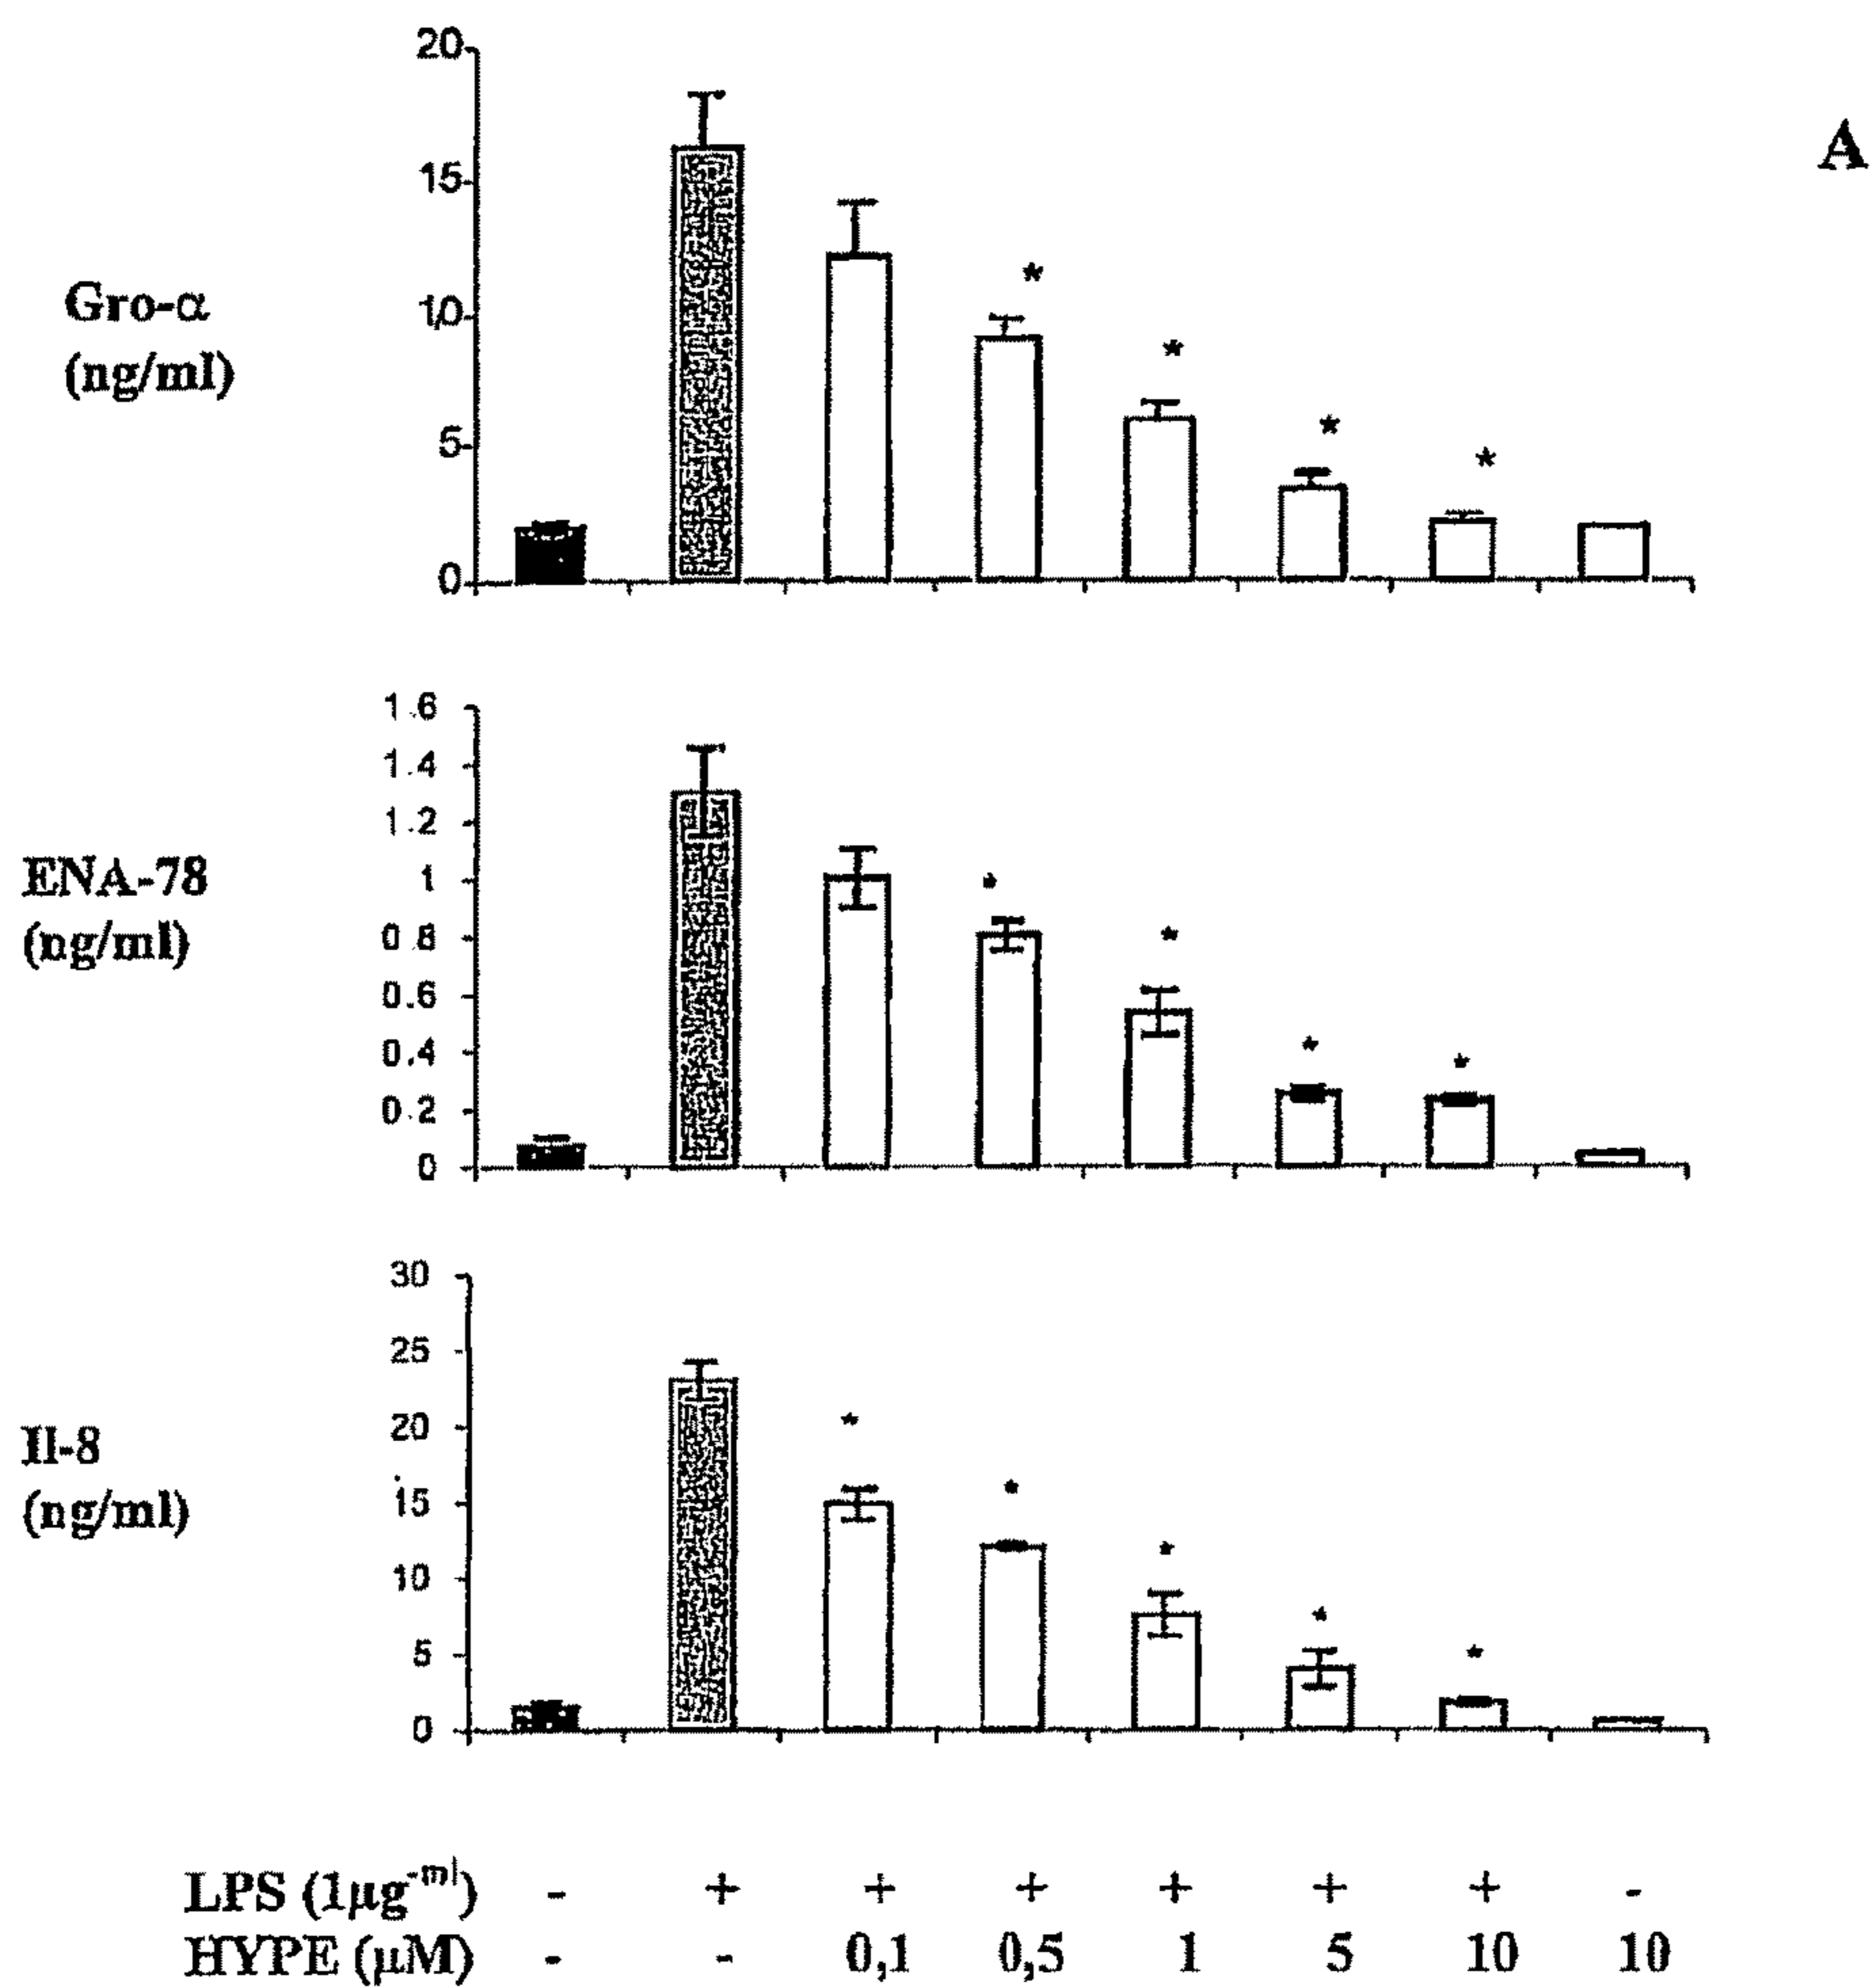 A
20
15
10
5
0
Gro-α
(ng/ml)
* * * *
1.6
1.4
1.2
1
0.8
0.6
0.4
0.2
0
ENA-78
(ng/ml)
* * * *
30
25
20
15
10
5
0
Il-8
(ng/ml)
* * * * *
LPS (1µg-ml) - + + + + + + -
HYPE (µM) - - 0,1 0,5 1 5 10 10